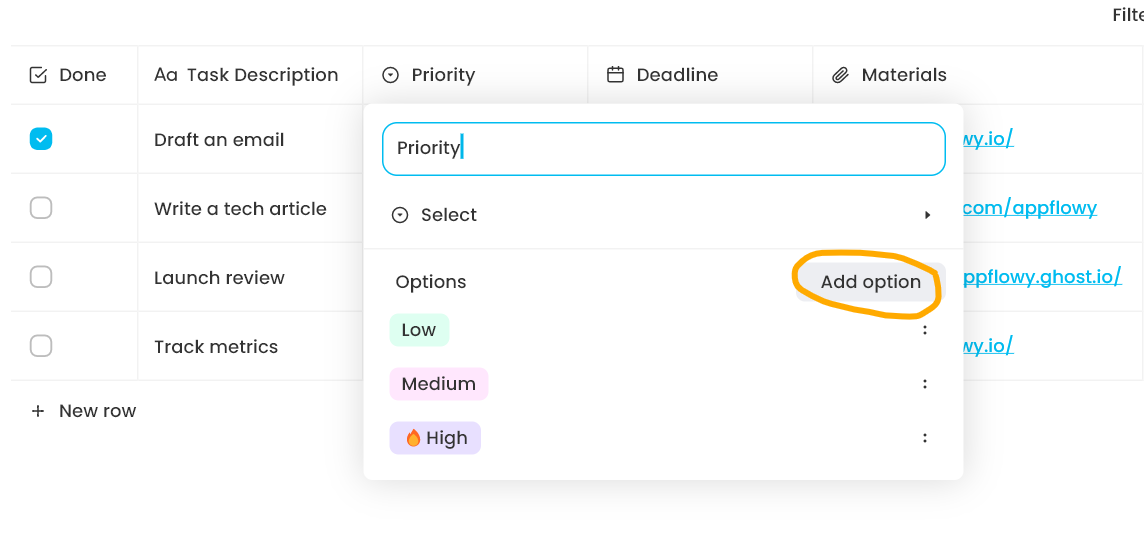 Filte
Done Aa Task Description Priority Deadline Materials
Draft an email wy.io/
Priority
Write a tech article com/appflowy
Select
Launch review ppflowy.ghost.io/
Options Add option
Low
Track metrics wy.io/
Medium
New row
High